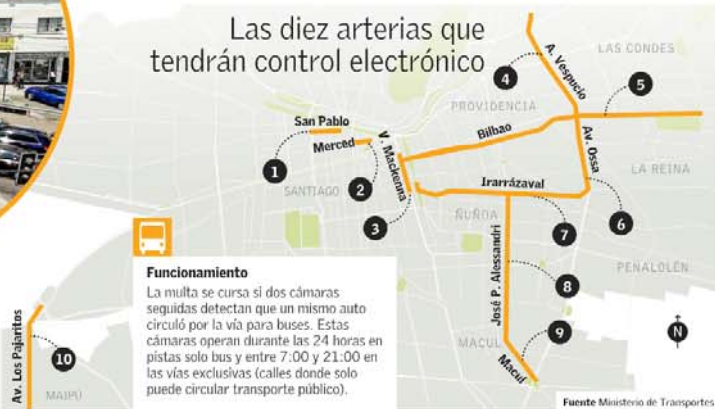 Las diez arterias que
tendrán control electrónico
A. Vespucio
LAS CONDES
4
5
PROVIDENCIA
San Pablo
Merced
V. Mackenna
Bilbao
Av. Ossa
1
2
SANTIAGO
3
Irarrázaval
LA REINA
ÑUÑOA
7
6
José P. Alessandri
8
PEÑALOLÉN
MACUL
9
Macul
N
Funcionamiento
La multa se cursa si dos cámaras
seguidas detectan que un mismo auto
circuló por la vía para buses. Estas
cámaras operan durante las 24 horas en
pistas solo bus y entre 7:00 y 21:00 en
las vías exclusivas (calles donde solo
puede circular transporte público).
Av. Los Pajaritos
10
MAIPÚ
Fuente Ministerio de Transportes